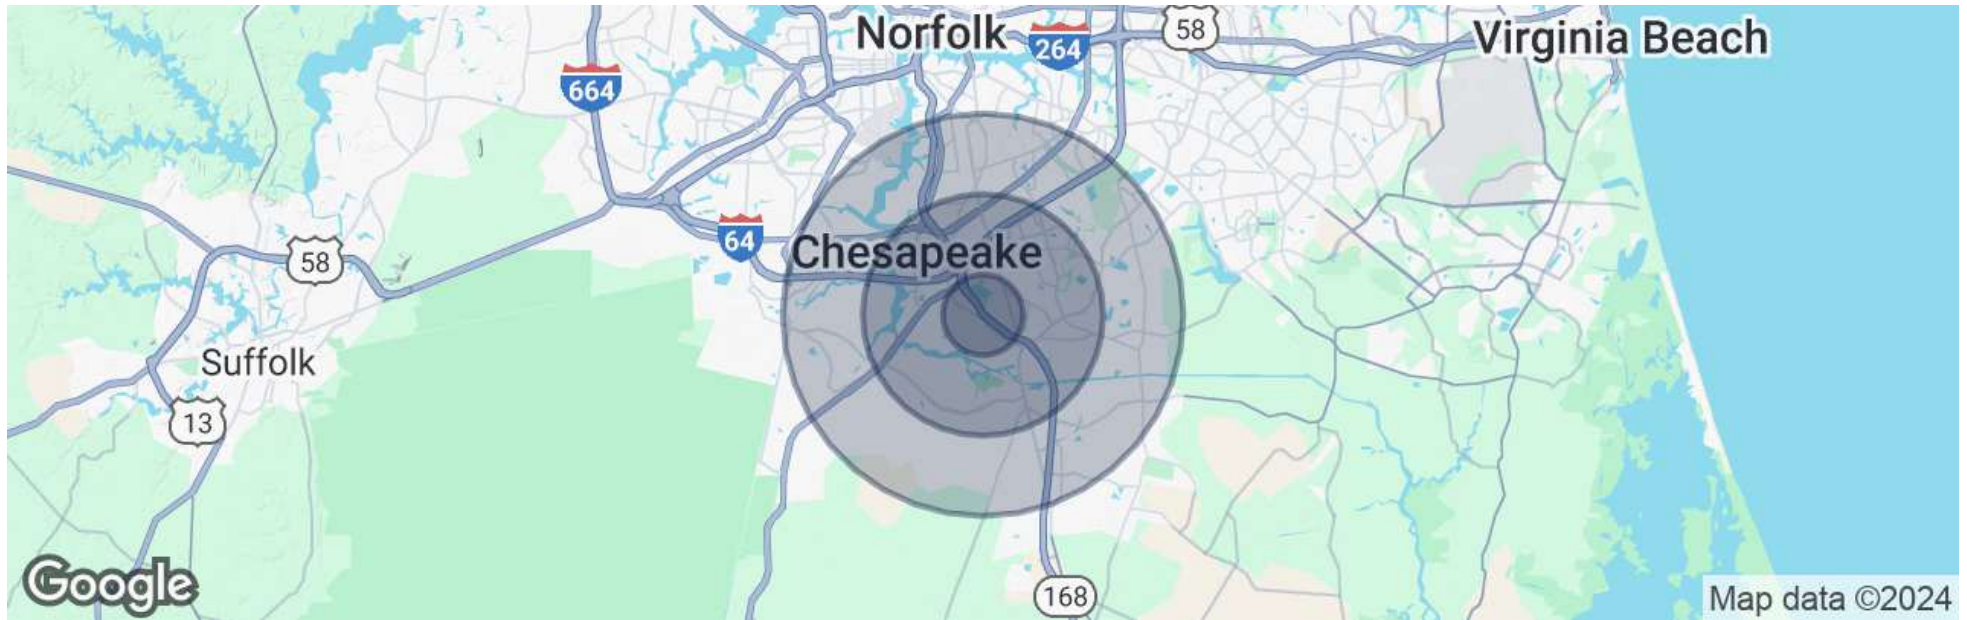 Norfolk
264
58
Virginia Beach
664
64
Chesapeake
58
Suffolk
13
168
Google
Map data ©2024